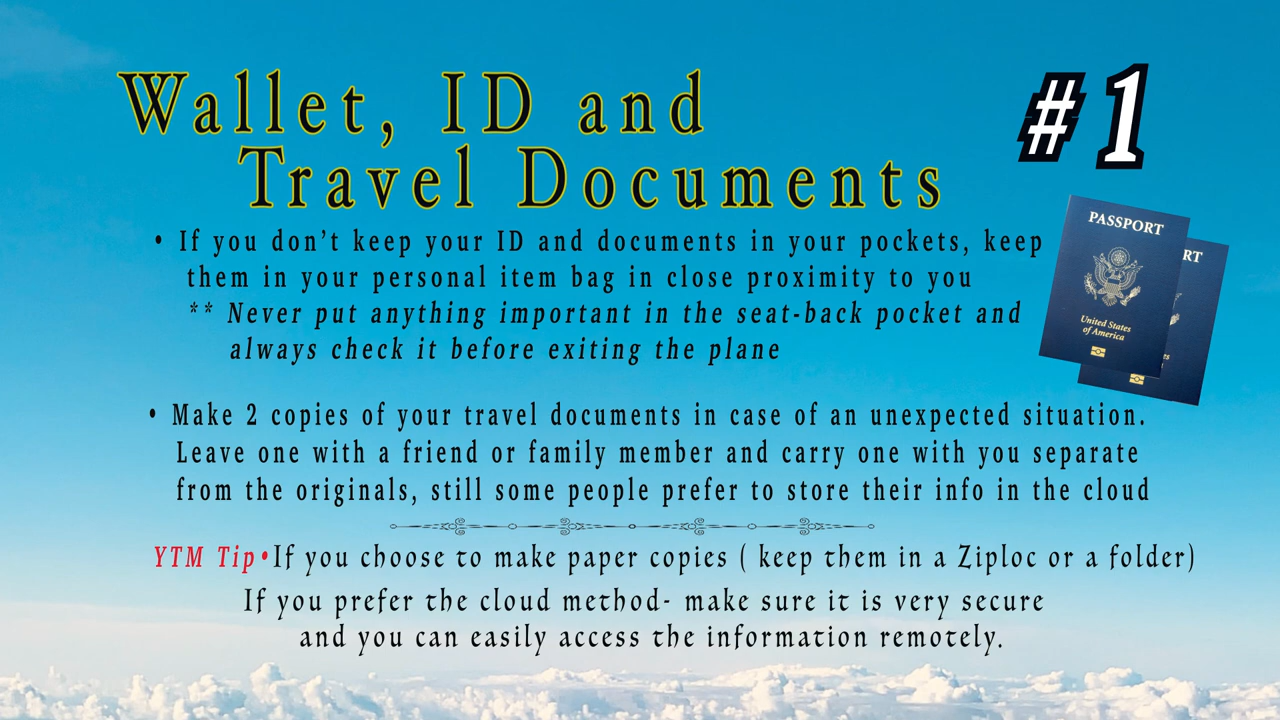 Wallet, ID and
Travel Documents
#1
• If you don't keep your ID and documents in your pockets, keep
them in your personal item bag in close proximity to you
** Never put anything important in the seat-back pocket and
always check it before exiting the plane
PASSPORT
United States
of America
RT
es
• Make 2 copies of your travel documents in case of an unexpected situation.
Leave one with a friend or family member and carry one with you separate
from the originals, still some people prefer to store their info in the cloud
YTM Tip•If you choose to make paper copies ( keep them in a Ziploc or a folder)
If you prefer the cloud method- make sure it is very secure
and you can easily access the information remotely.